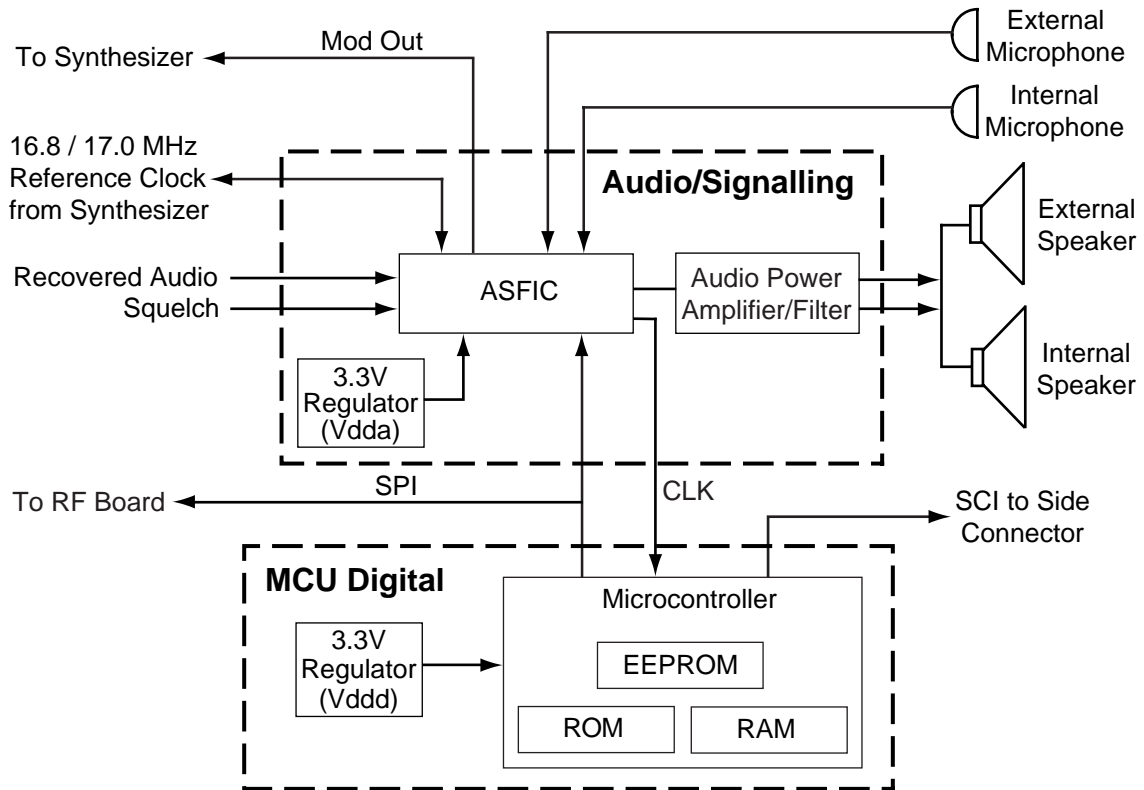 To Synthesizer
Mod Out
External
Microphone
Internal
Microphone
16.8 / 17.0 MHz
Reference Clock
from Synthesizer
Audio/Signalling
External
Speaker
Recovered Audio
Squelch
ASFIC
Audio Power
Amplifier/Filter
Internal
Speaker
3.3V
Regulator
(Vdda)
To RF Board
SPI
CLK
SCI to Side
Connector
MCU Digital
Microcontroller
3.3V
Regulator
(Vddd)
EEPROM
ROM
RAM